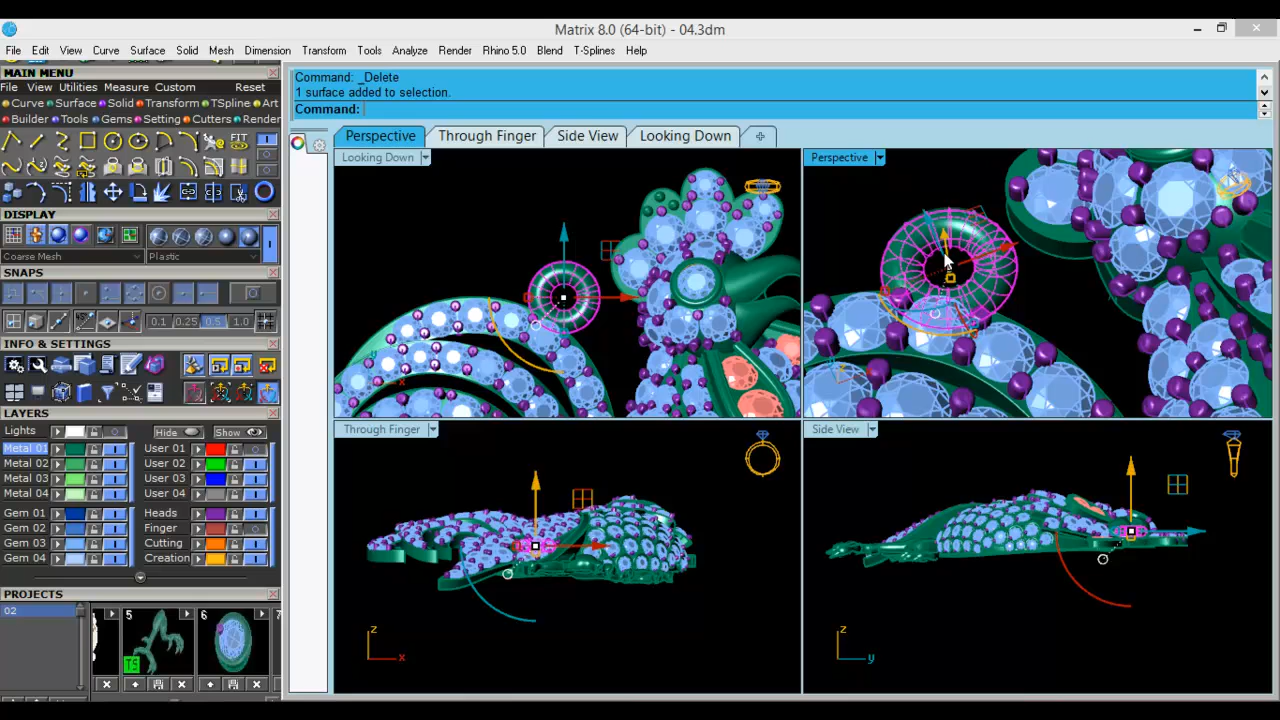 Matrix 8.0 (64-bit) - 04.3dm
File Edit View Curve Surface Solid Mesh Dimension Transform Tools Analyze Render Rhino 5.0 Blend T-Splines Help
MAIN MENU
File View Utilities Measure Custom Reset
Curve Surface Solid Transform TSpline Art
Builder Tools Gems Setting Cutters Render
FIT
Command: _Delete
1 surface added to selection.
Command:
Perspective Through Finger Side View Looking Down
Looking Down
Perspective
DISPLAY
Coarse Mesh Plastic
SNAPS
0.1 0.25 0.5 1.0
INFO & SETTINGS
LAYERS
Lights Hide Show
Metal 01 User 01
Metal 02 User 02
Metal 03 User 03
Metal 04 User 04
Gem 01 Heads
Gem 02 Finger
Gem 03 Cutting
Gem 04 Creation
PROJECTS
02
5 6
TS
x
Through Finger
Side View
z
x
z
y